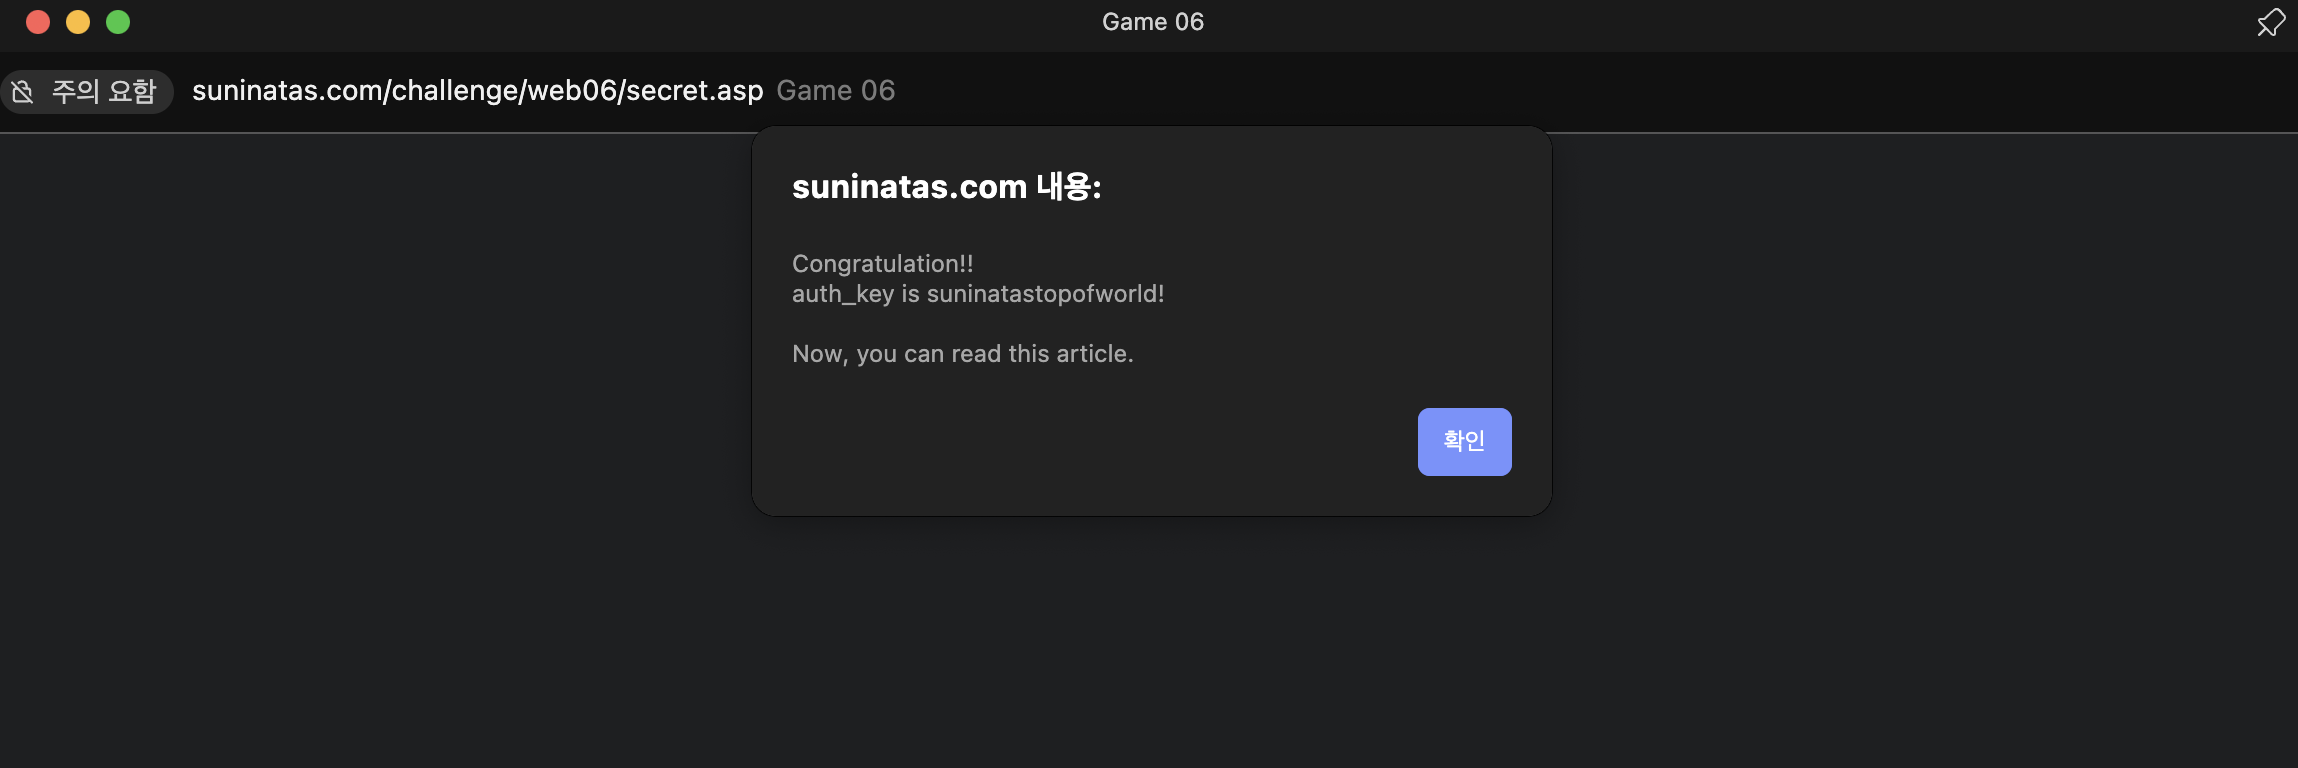 Game 06
주의 요함 suninatas.com/challenge/web06/secret.asp Game 06
suninatas.com 내용:
Congratulation!!
auth_key is suninatastopofworld!
Now, you can read this article.
확인